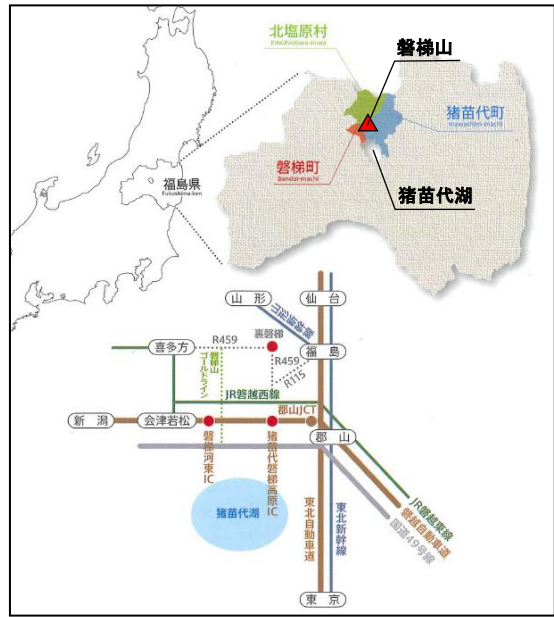 北塩原村
Kitashiobara-mura
磐梯山
猪苗代町
Inawashiro-machi
磐梯町
Bandai-machi
猪苗代湖
福島県
Fukushima-ken
山形
仙台
山形新幹線
裏磐梯
喜多方
R459
福島
R459
R115
磐梯山
ゴールドライン
JR磐越西線
郡山JCT
新潟
会津若松
郡山
磐梯河東IC
猪苗代磐梯高原IC
猪苗代湖
東北自動車道
東北新幹線
JR磐越東線
磐越自動車道
国道49号線
東京